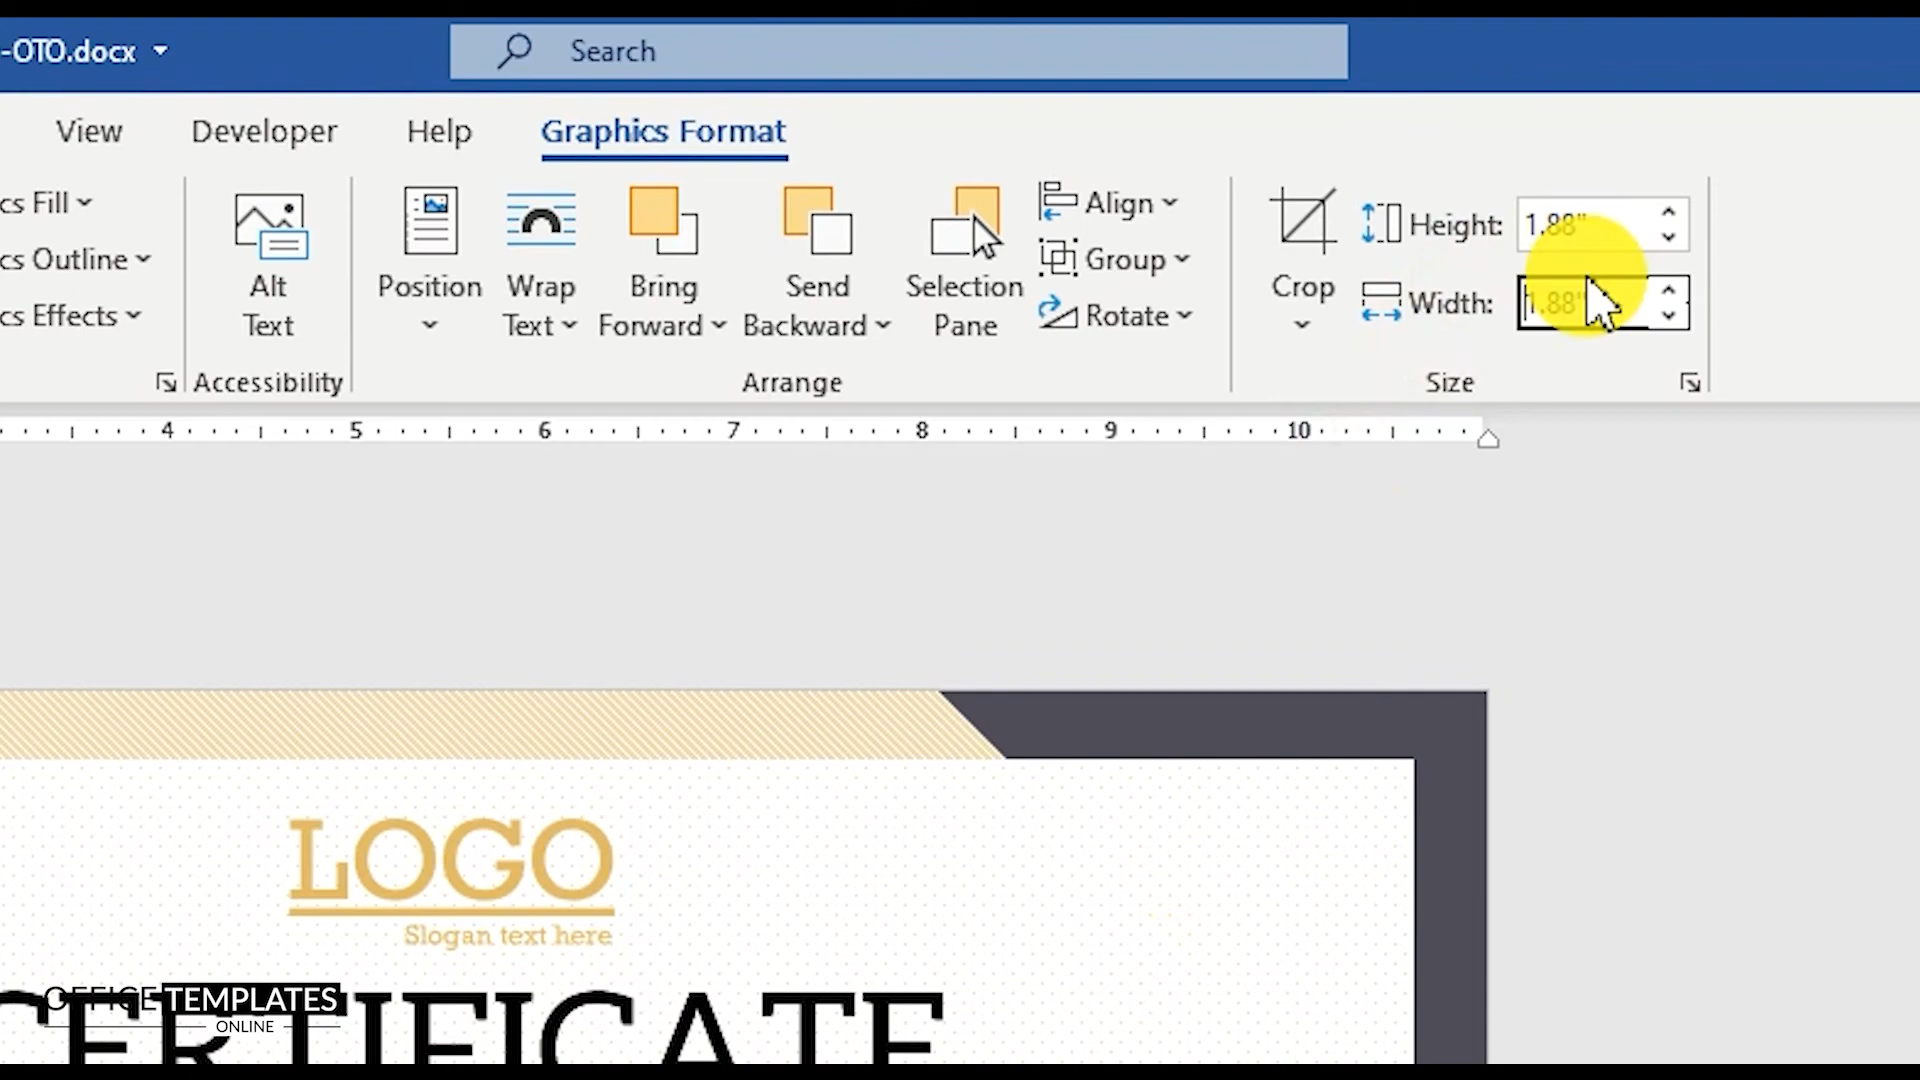 -OTO.docx
Search
View Developer Help Graphics Format
cs Fill
cs Outline
cs Effects
Alt
Text
Position
Wrap
Text
Bring
Forward
Send
Backward
Selection
Pane
Align
Group
Rotate
Crop
Height: 1.88"
Width: 1.88"
Accessibility Arrange Size
4 5 6 7 8 9 10
LOGO
Slogan text here
CERTIFICATE
OFFICE TEMPLATES
ONLINE